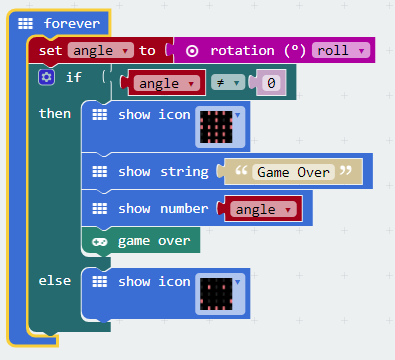 forever
set angle to rotation (º) roll
if angle ≠ 0
then show icon
show string “ Game Over ”
show number angle
game over
else show icon